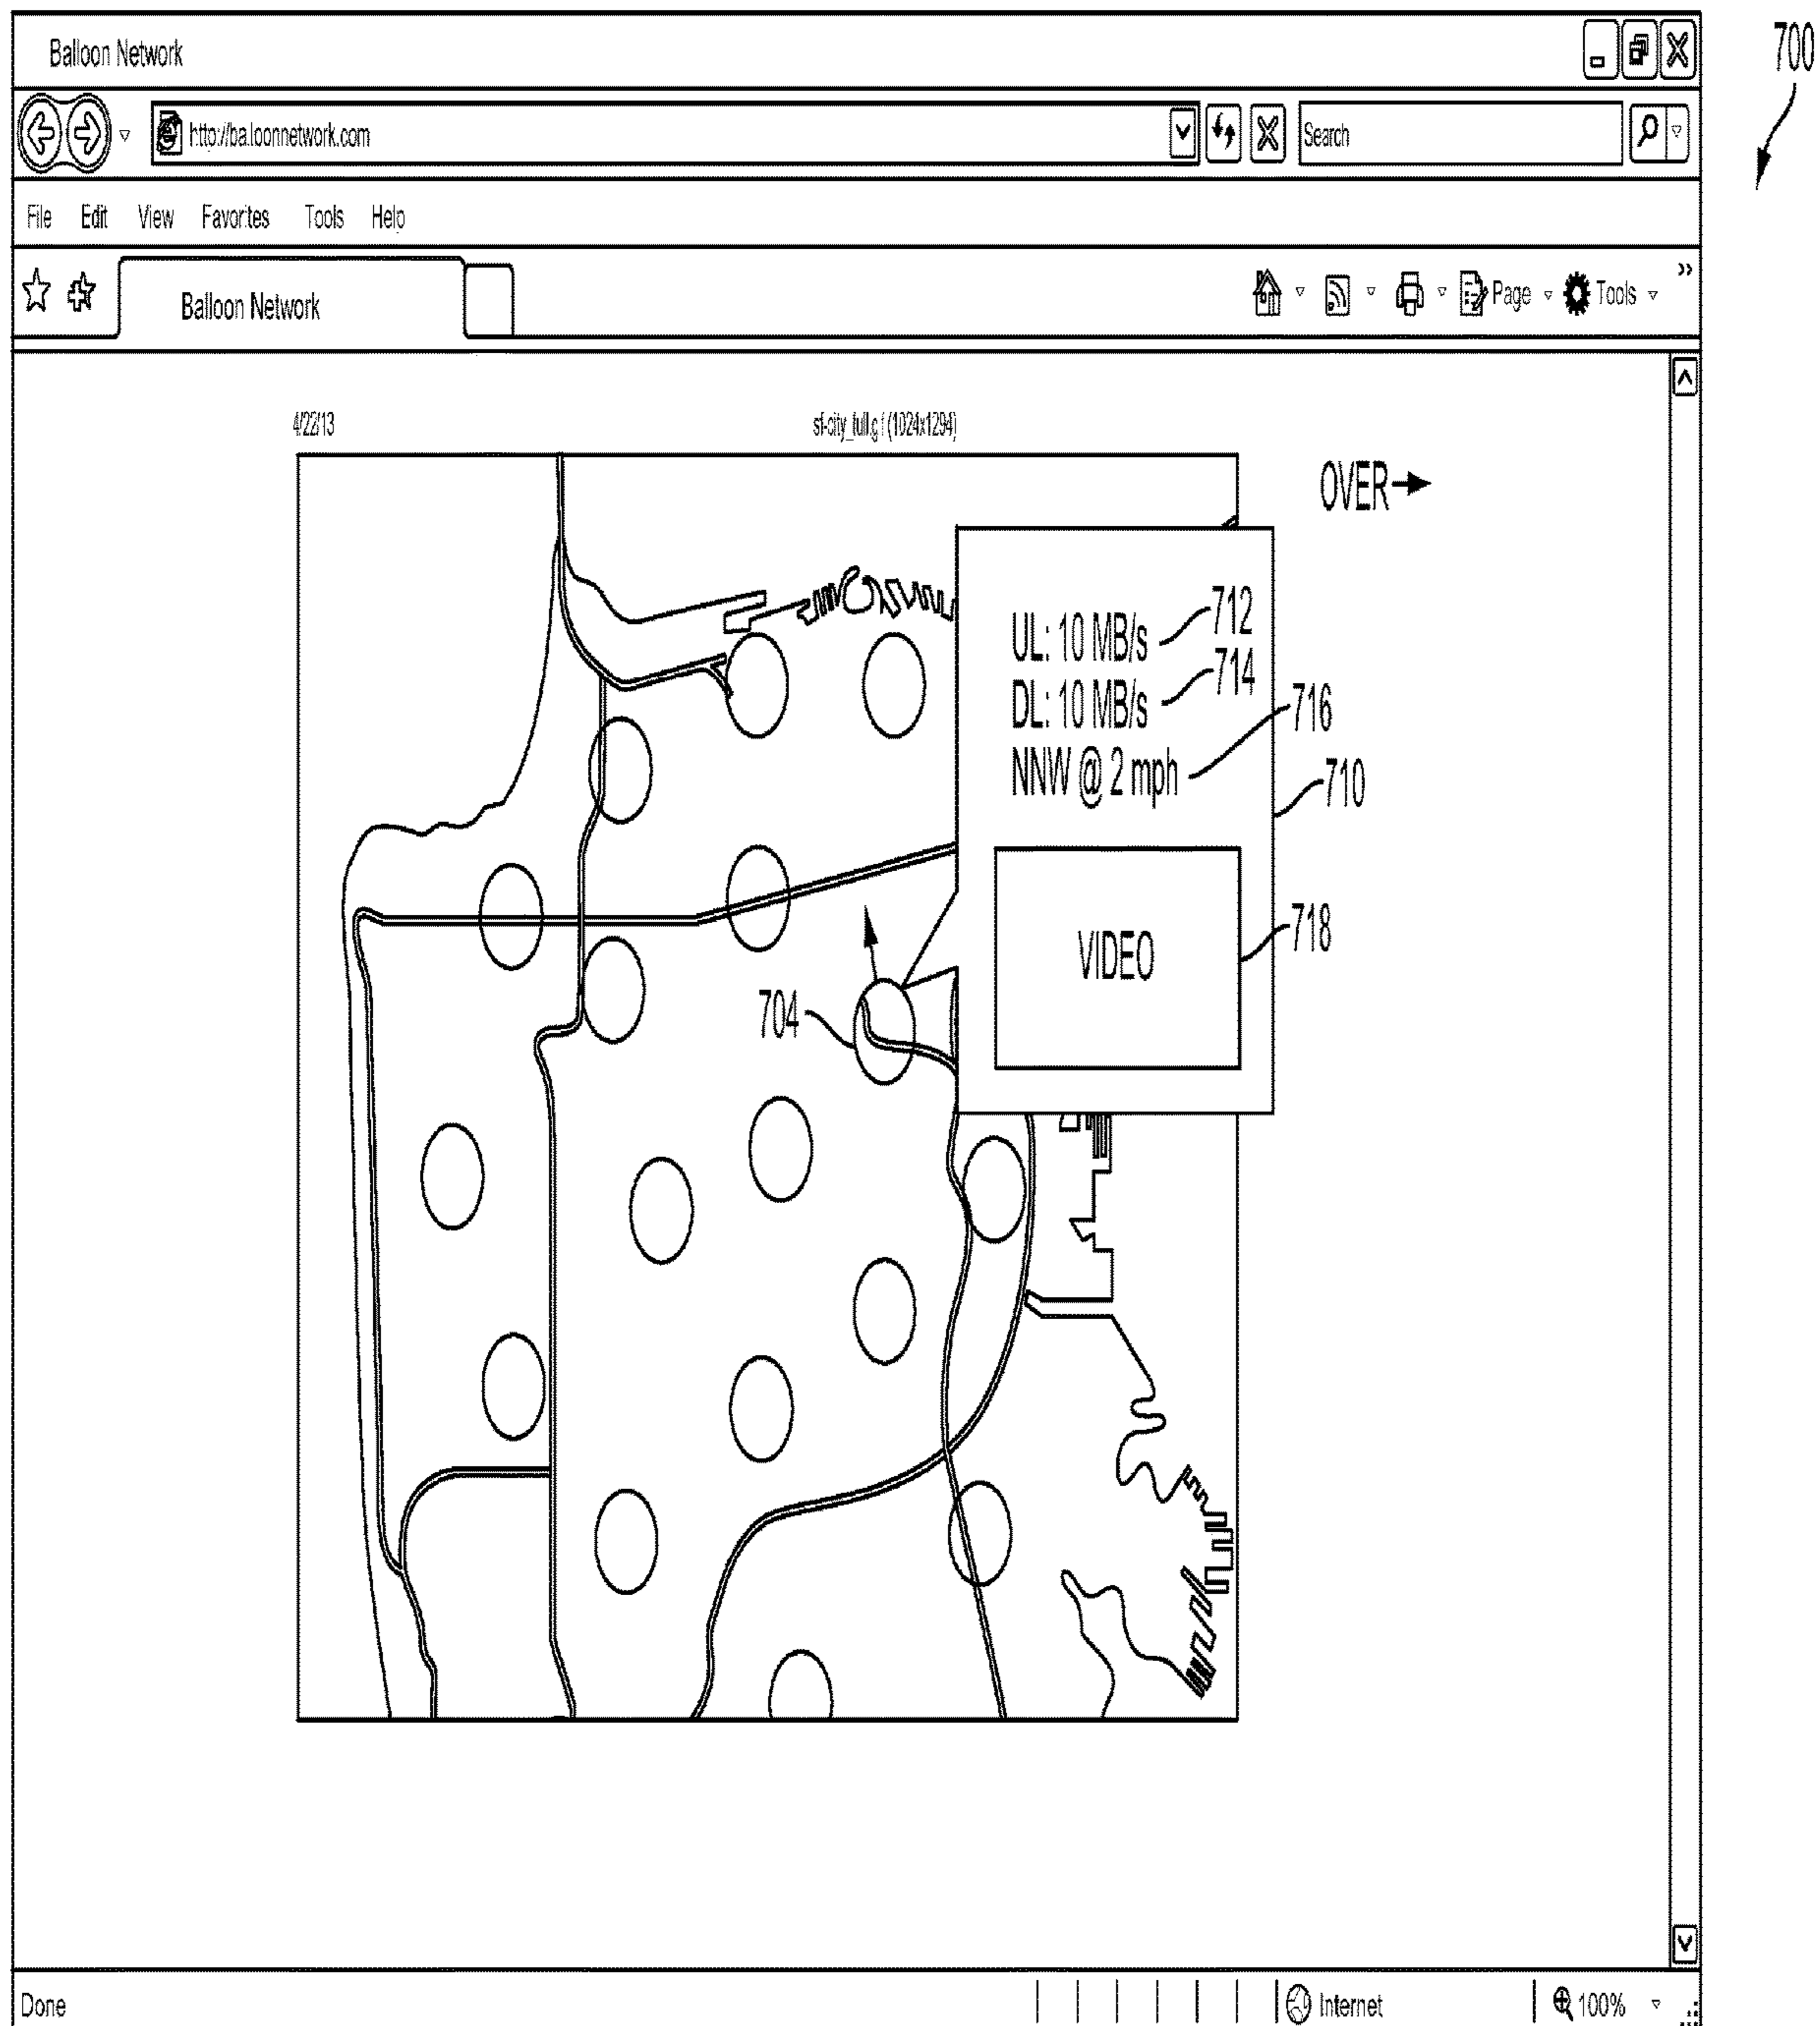 Balloon Network
700
http://ba.loonnetwork.com
Search
File Edit View Favorites Tools Help
Balloon Network
Page Tools
4/22/13 sf-city_full.g f (1024x1294)
OVER
UL: 10 MB/s 712
DL: 10 MB/s 714
NNW @ 2 mph 716
710
VIDEO 718
704
Done Internet 100%